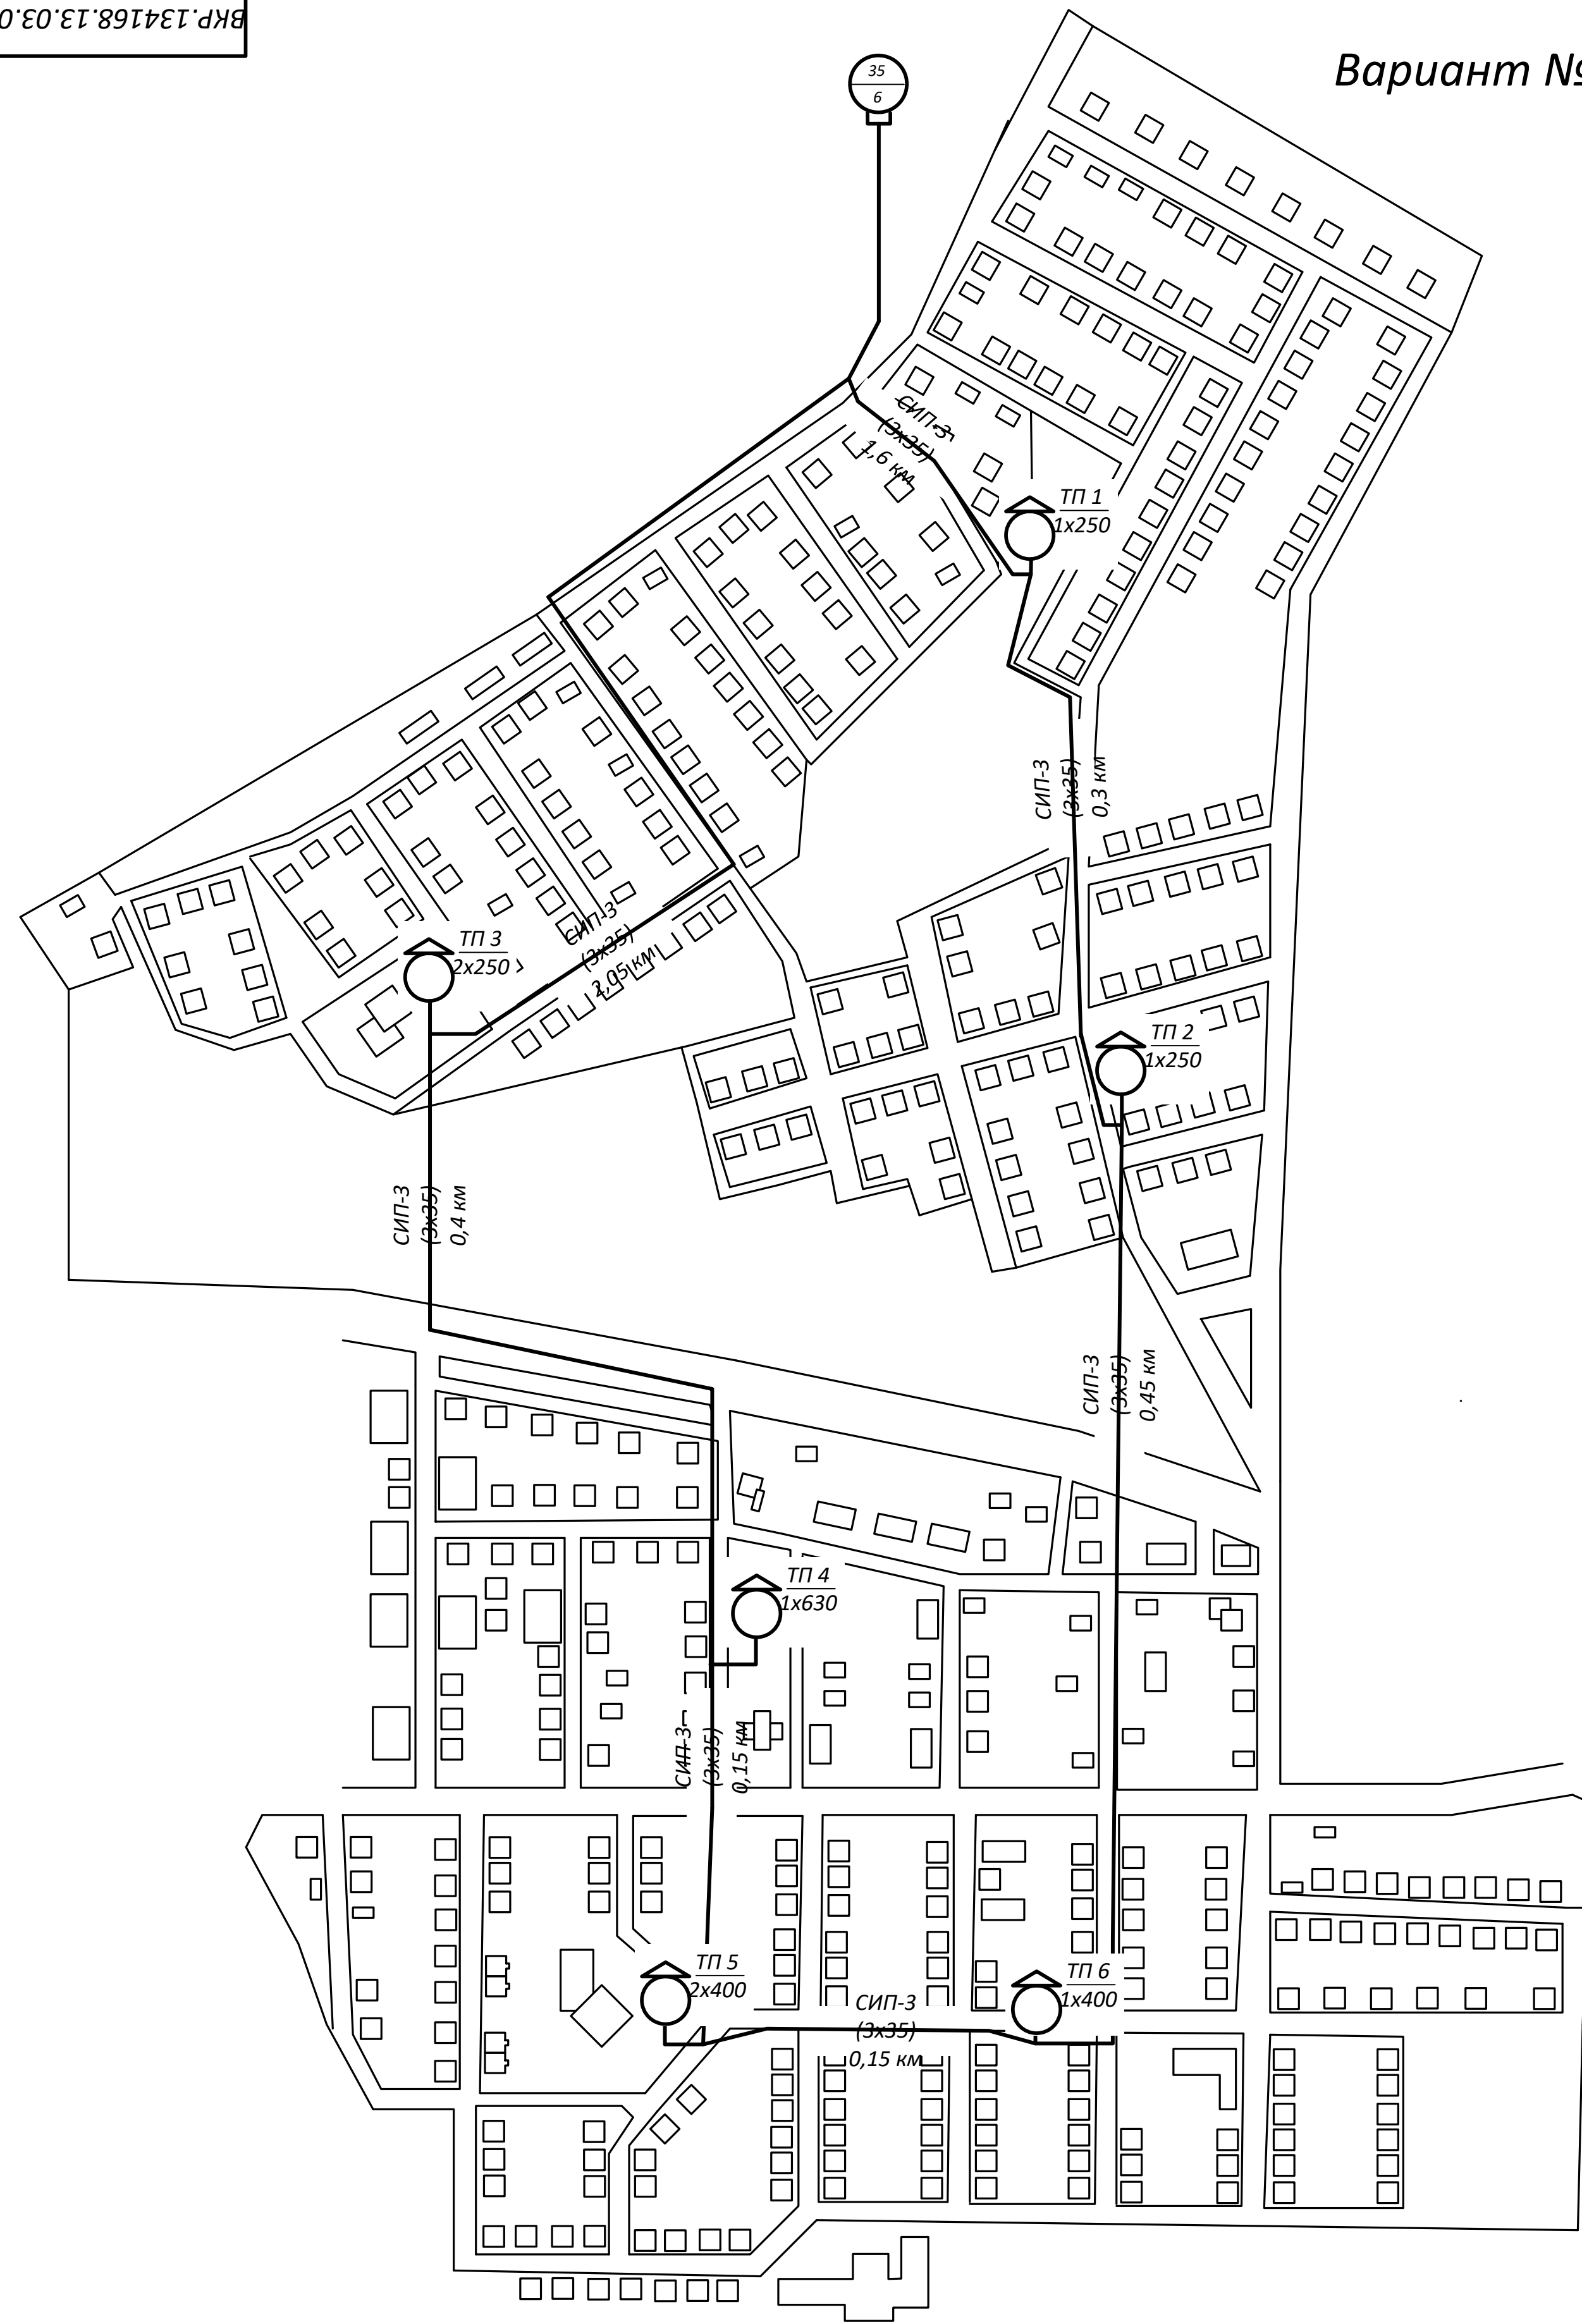 ВКР.134168.13.03.0
Вариант №
35
6
СИП-3
(3х35)
1,6 км
ТП 1
1х250
СИП-3
(3х35)
0,3 км
СИП-3
(3х35)
2,05 км
ТП 3
2х250
ТП 2
1х250
СИП-3
(3х35)
0,4 км
СИП-3
(3х35)
0,45 км
ТП 4
1х630
СИП-3
(3х35)
0,15 км
ТП 5
2х400
ТП 6
1х400
СИП-3
(3х35)
0,15 км